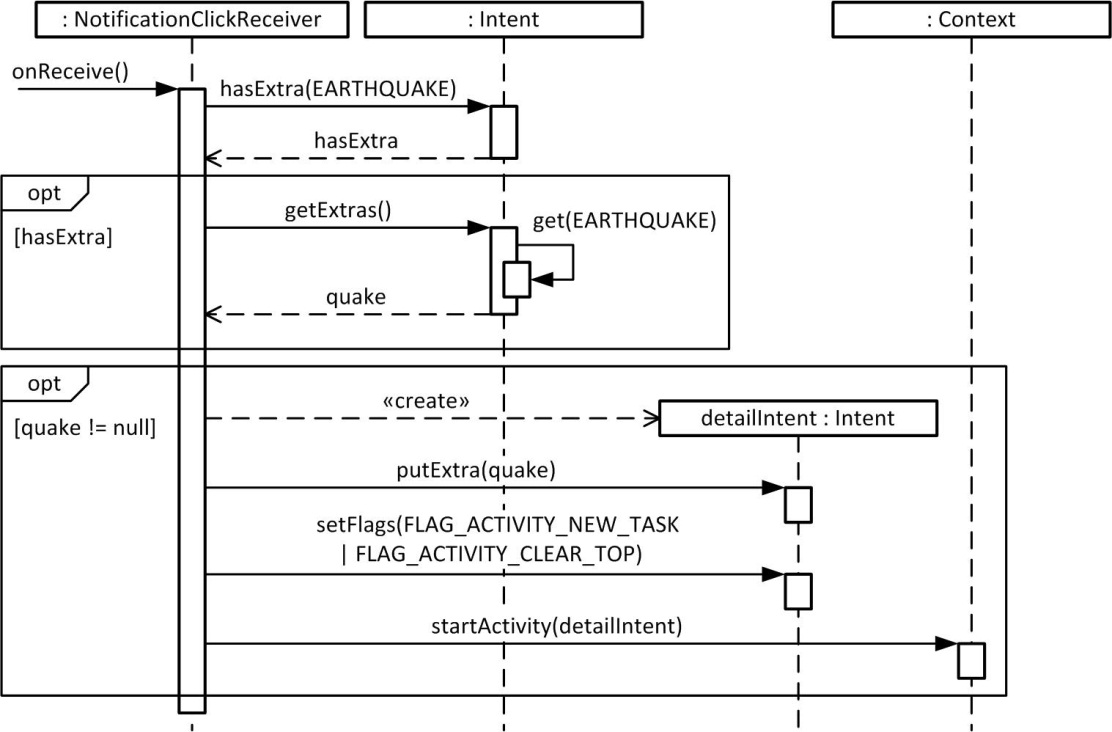 : NotificationClickReceiver
: Intent
: Context
onReceive()
hasExtra(EARTHQUAKE)
hasExtra
opt
[hasExtra]
getExtras()
get(EARTHQUAKE)
quake
opt
[quake != null]
«create»
detailIntent : Intent
putExtra(quake)
setFlags(FLAG_ACTIVITY_NEW_TASK
| FLAG_ACTIVITY_CLEAR_TOP)
startActivity(detailIntent)